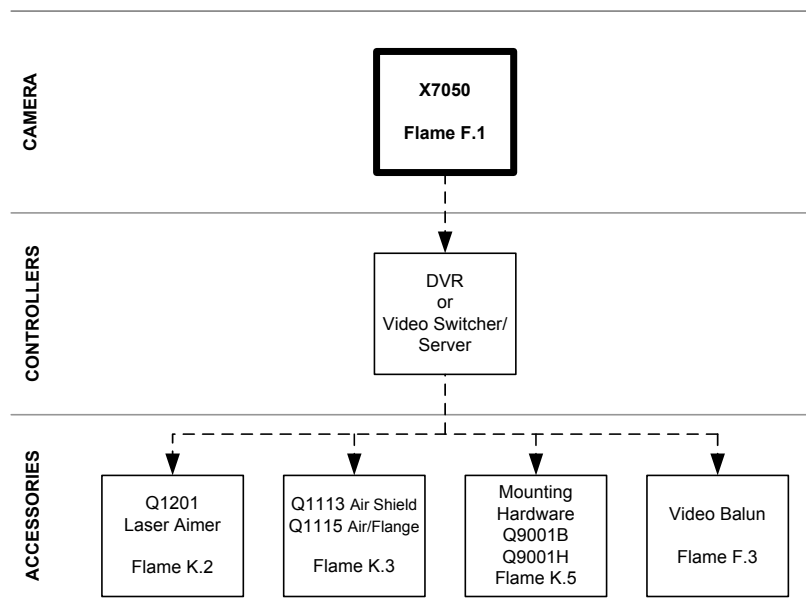 CAMERA
X7050
Flame F.1
CONTROLLERS
DVR
or
Video Switcher/
Server
ACCESSORIES
Q1201
Laser Aimer
Flame K.2
Q1113 Air Shield
Q1115 Air/Flange
Flame K.3
Mounting
Hardware
Q9001B
Q9001H
Flame K.5
Video Balun
Flame F.3